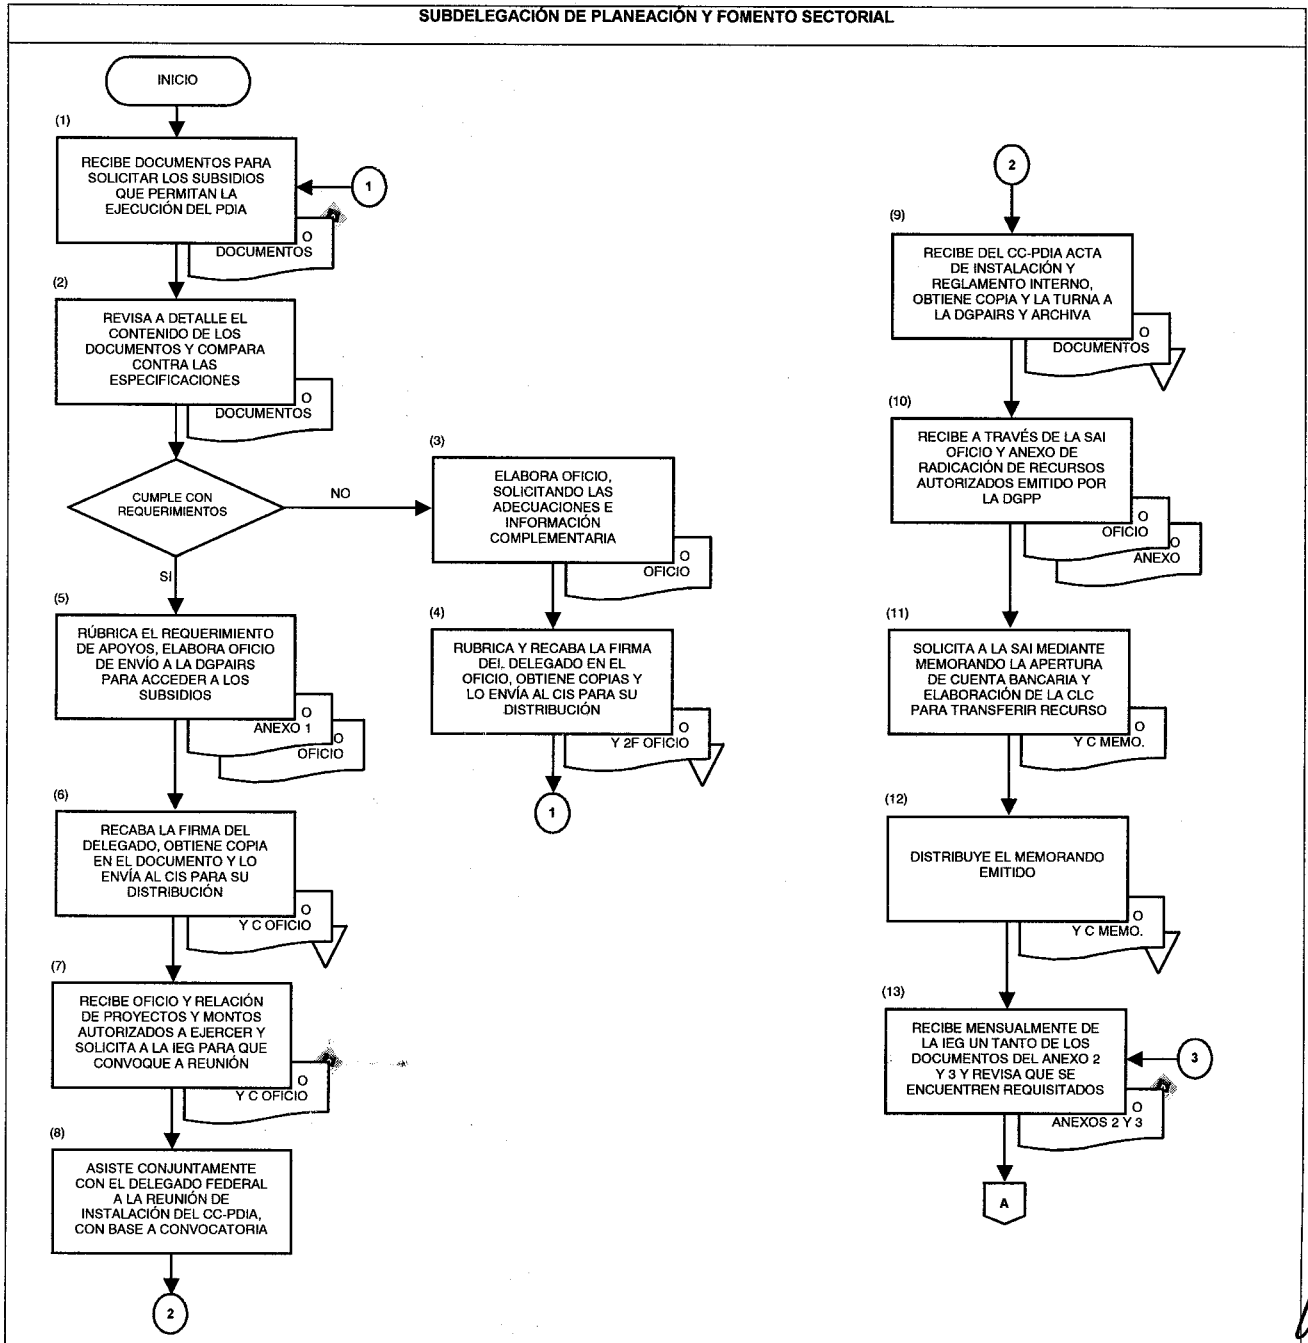 SUBDELEGACIÓN DE PLANEACIÓN Y FOMENTO SECTORIAL
INICIO
(1)
RECIBE DOCUMENTOS PARA
SOLICITAR LOS SUBSIDIOS
QUE PERMITAN LA
EJECUCIÓN DEL PDIA
1
O
DOCUMENTOS
(2)
REVISA A DETALLE EL
CONTENIDO DE LOS
DOCUMENTOS Y COMPARA
CONTRA LAS
ESPECIFICACIONES
O
DOCUMENTOS
CUMPLE CON
REQUERIMIENTOS
NO
SÍ
(3)
ELABORA OFICIO,
SOLICITANDO LAS
ADECUACIONES E
INFORMACIÓN
COMPLEMENTARIA
O
OFICIO
(4)
RUBRICA Y RECABA LA FIRMA
DEL DELEGADO EN EL
OFICIO, OBTIENE COPIAS Y
LO ENVÍA AL CIS PARA SU
DISTRIBUCIÓN
O
Y 2F OFICIO
1
(5)
RÚBRICA EL REQUERIMIENTO
DE APOYOS, ELABORA OFICIO
DE ENVÍO A LA DGPAIRS
PARA ACCEDER A LOS
SUBSIDIOS
O
ANEXO 1
O
OFICIO
(6)
RECABA LA FIRMA DEL
DELEGADO, OBTIENE COPIA
EN EL DOCUMENTO Y LO
ENVÍA AL CIS PARA SU
DISTRIBUCIÓN
O
Y C OFICIO
(7)
RECIBE OFICIO Y RELACIÓN
DE PROYECTOS Y MONTOS
AUTORIZADOS A EJERCER Y
SOLICITA A LA IEG PARA QUE
CONVOQUE A REUNIÓN
O
Y C OFICIO
(8)
ASISTE CONJUNTAMENTE
CON EL DELEGADO FEDERAL
A LA REUNIÓN DE
INSTALACIÓN DEL CC-PDIA,
CON BASE A CONVOCATORIA
2
2
(9)
RECIBE DEL CC-PDIA ACTA
DE INSTALACIÓN Y
REGLAMENTO INTERNO,
OBTIENE COPIA Y LA TURNA A
LA DGPAIRS Y ARCHIVA
O
DOCUMENTOS
(10)
RECIBE A TRAVÉS DE LA SAI
OFICIO Y ANEXO DE
RADICACIÓN DE RECURSOS
AUTORIZADOS EMITIDO POR
LA DGPP
O
OFICIO
O
ANEXO
(11)
SOLICITA A LA SAI MEDIANTE
MEMORANDO LA APERTURA
DE CUENTA BANCARIA Y
ELABORACIÓN DE LA CLC
PARA TRANSFERIR RECURSO
O
Y C MEMO.
(12)
DISTRIBUYE EL MEMORANDO
EMITIDO
O
Y C MEMO.
(13)
RECIBE MENSUALMENTE DE
LA IEG UN TANTO DE LOS
DOCUMENTOS DEL ANEXO 2
Y 3 Y REVISA QUE SE
ENCUENTREN REQUISITADOS
3
O
ANEXOS 2 Y 3
A